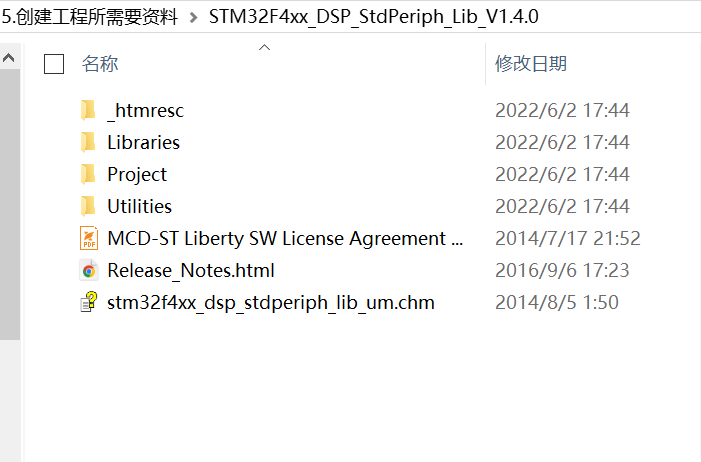 5.创建工程所需要资料 > STM32F4xx_DSP_StdPeriph_Lib_V1.4.0
名称 修改日期
_htmresc 2022/6/2 17:44
Libraries 2022/6/2 17:44
Project 2022/6/2 17:44
Utilities 2022/6/2 17:44
MCD-ST Liberty SW License Agreement ... 2014/7/17 21:52
Release_Notes.html 2016/9/6 17:23
stm32f4xx_dsp_stdperiph_lib_um.chm 2014/8/5 1:50